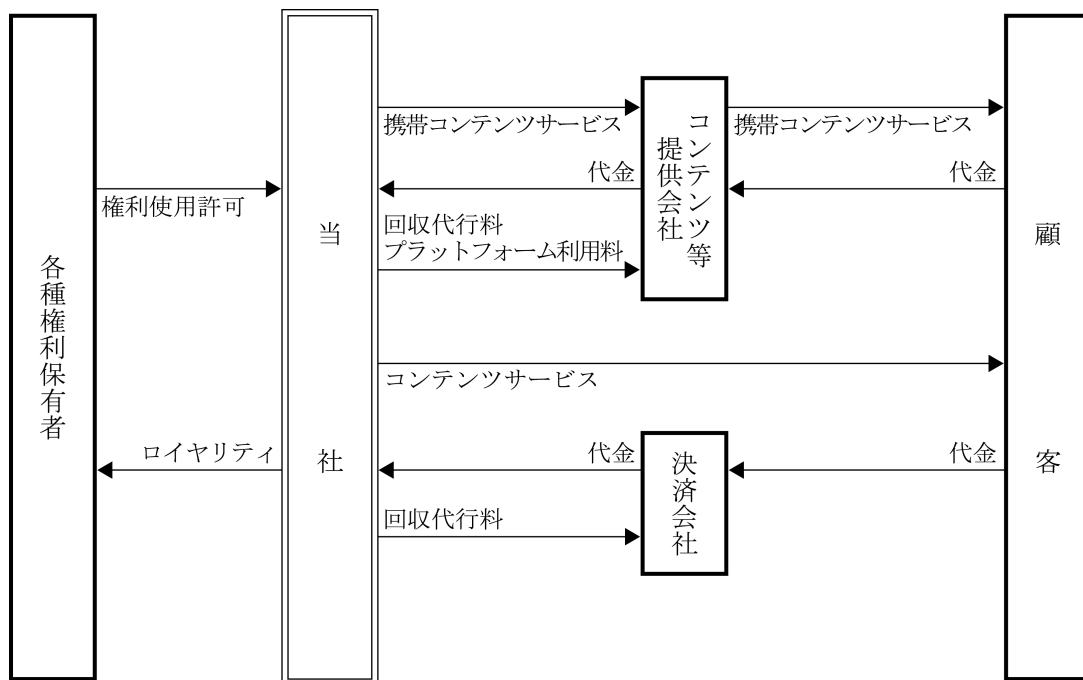 各種権利保有者
権利使用許可
ロイヤリティ
当社
携帯コンテンツサービス
代金
回収代行料
プラットフォーム利用料
コンテンツ等
提供会社
携帯コンテンツサービス
代金
コンテンツサービス
代金
回収代行料
決済会社
代金
顧客